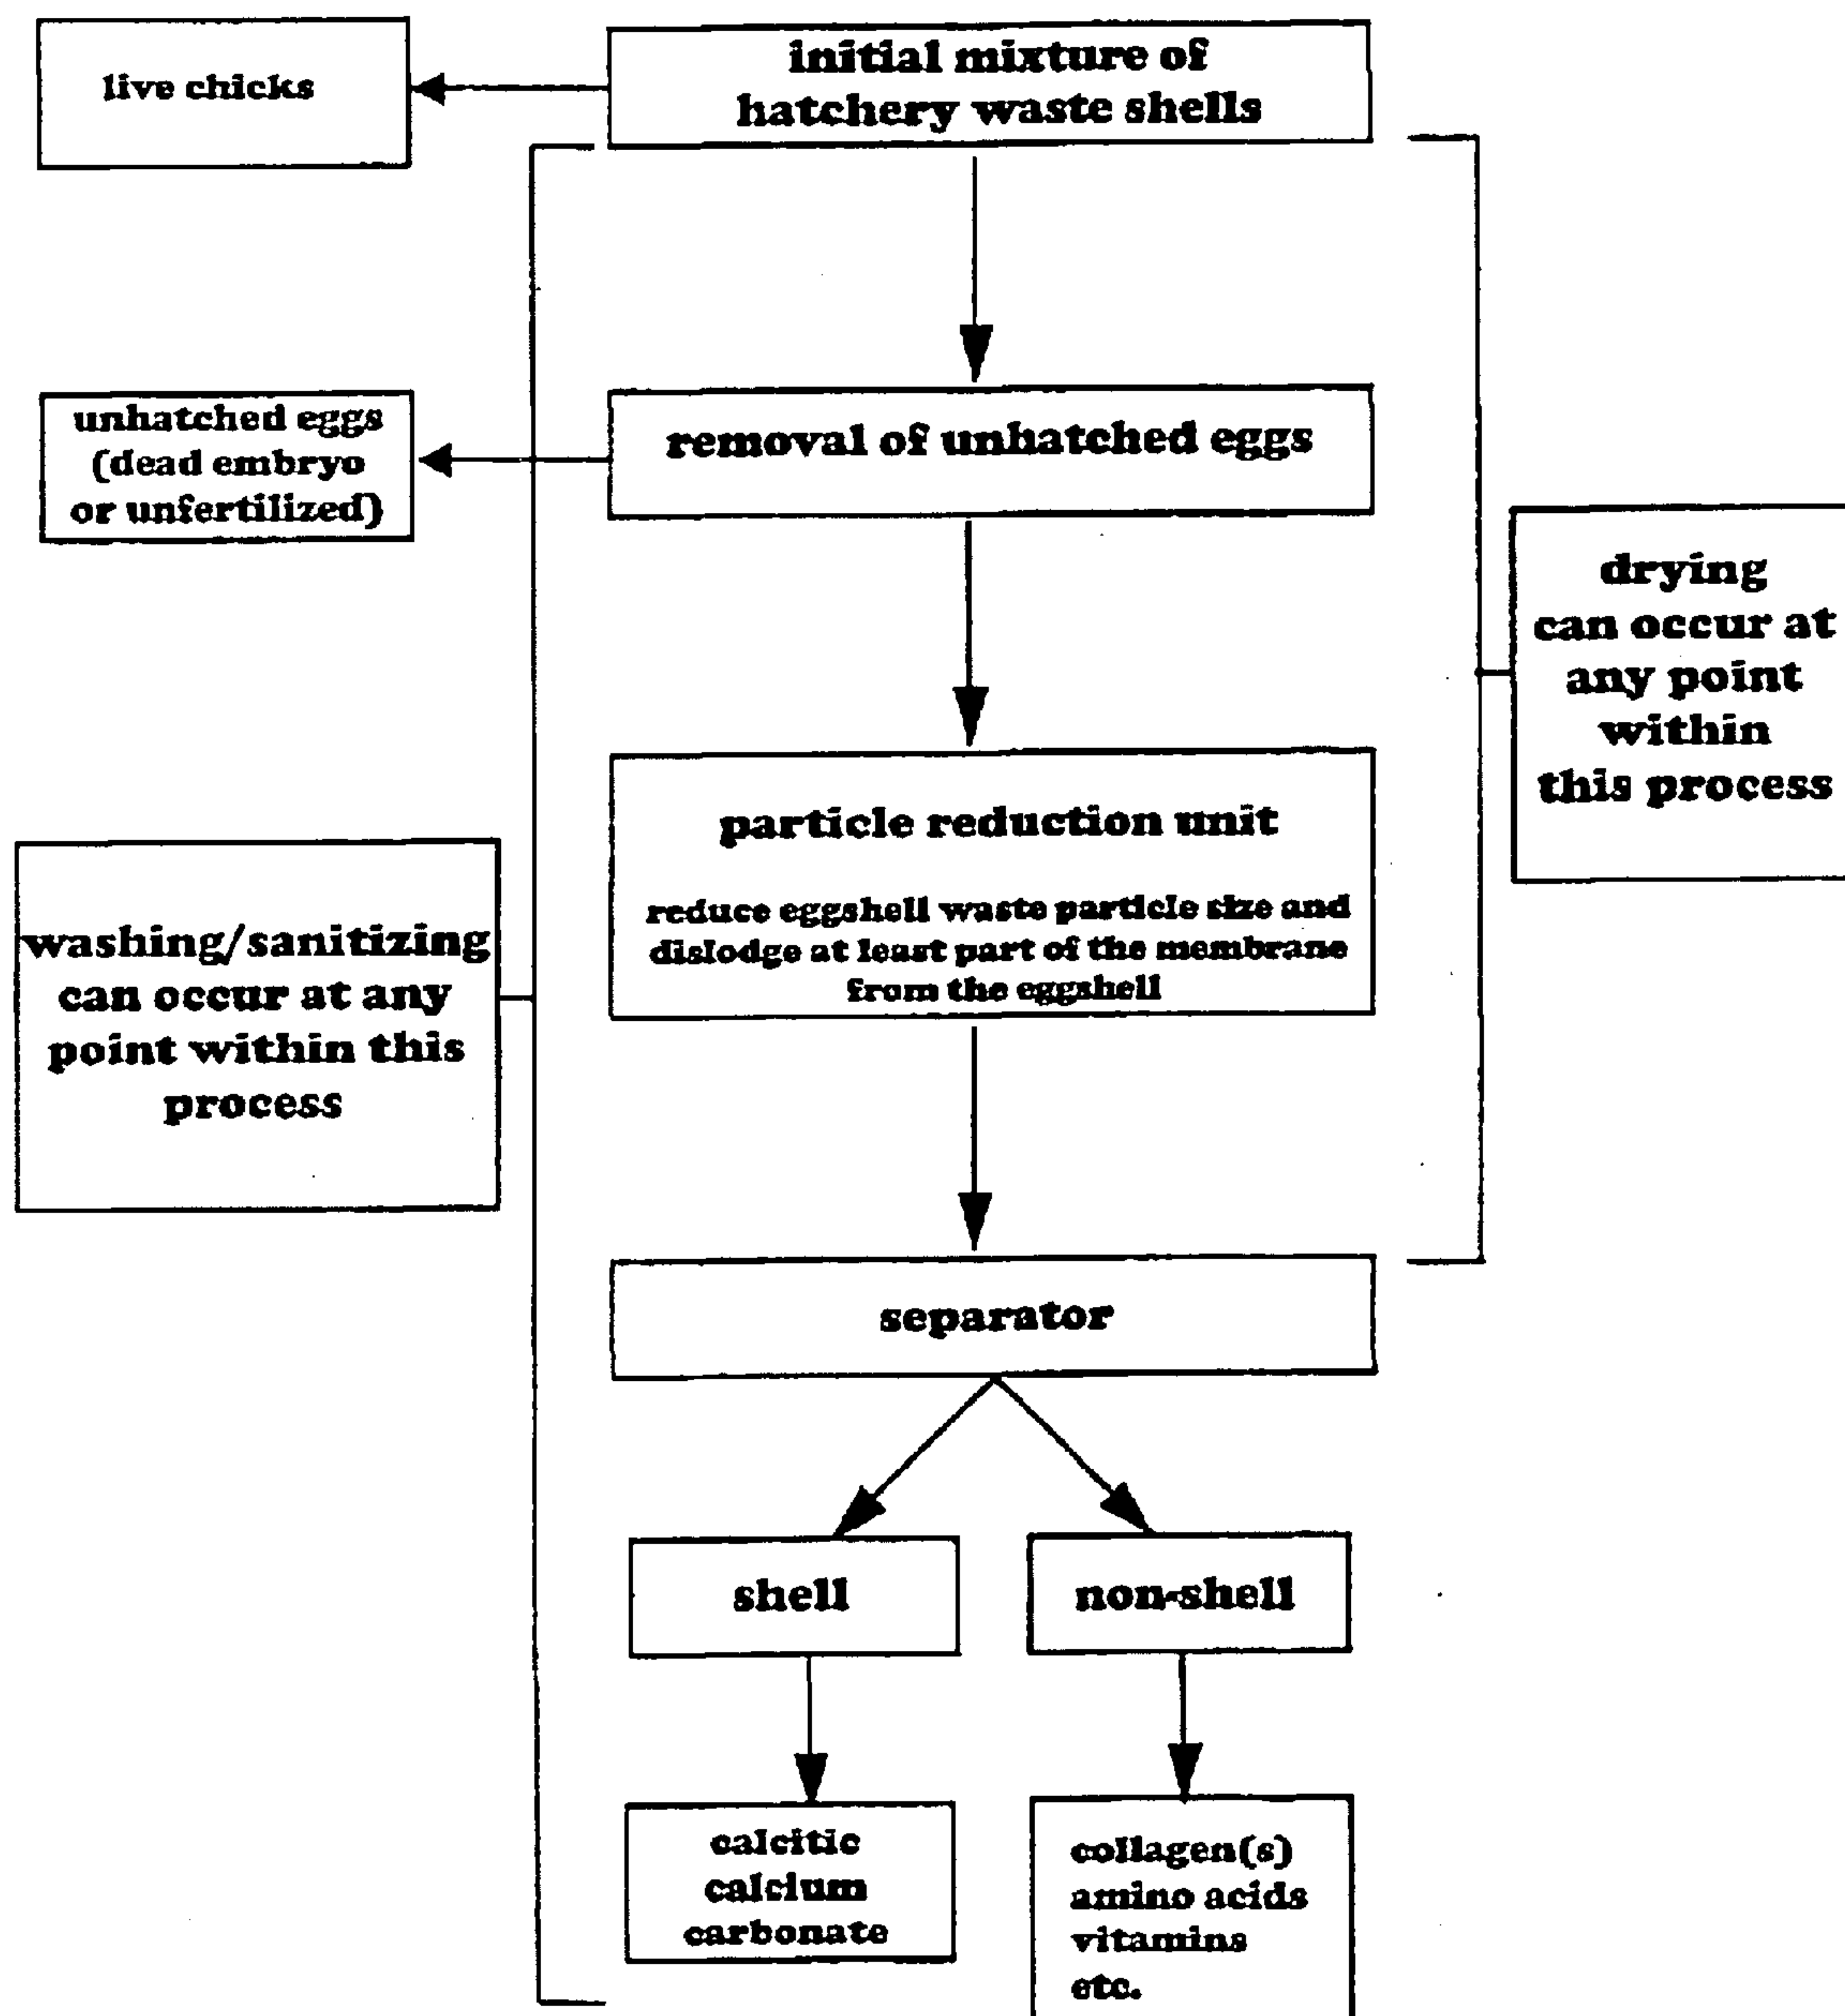 live chicks
initial mixture of
hatchery waste shells
unhatched eggs
(dead embryo
or unfertilized)
removal of unhatched eggs
drying
can occur at
any point
within
this process
particle reduction unit
reduce eggshell waste particle size and
dislodge at least part of the membrane
from the eggshell
washing/sanitizing
can occur at any
point within this
process
separator
shell
non-shell
calcitic
calcium
carbonate
collagen(s)
amino acids
vitamins
etc.